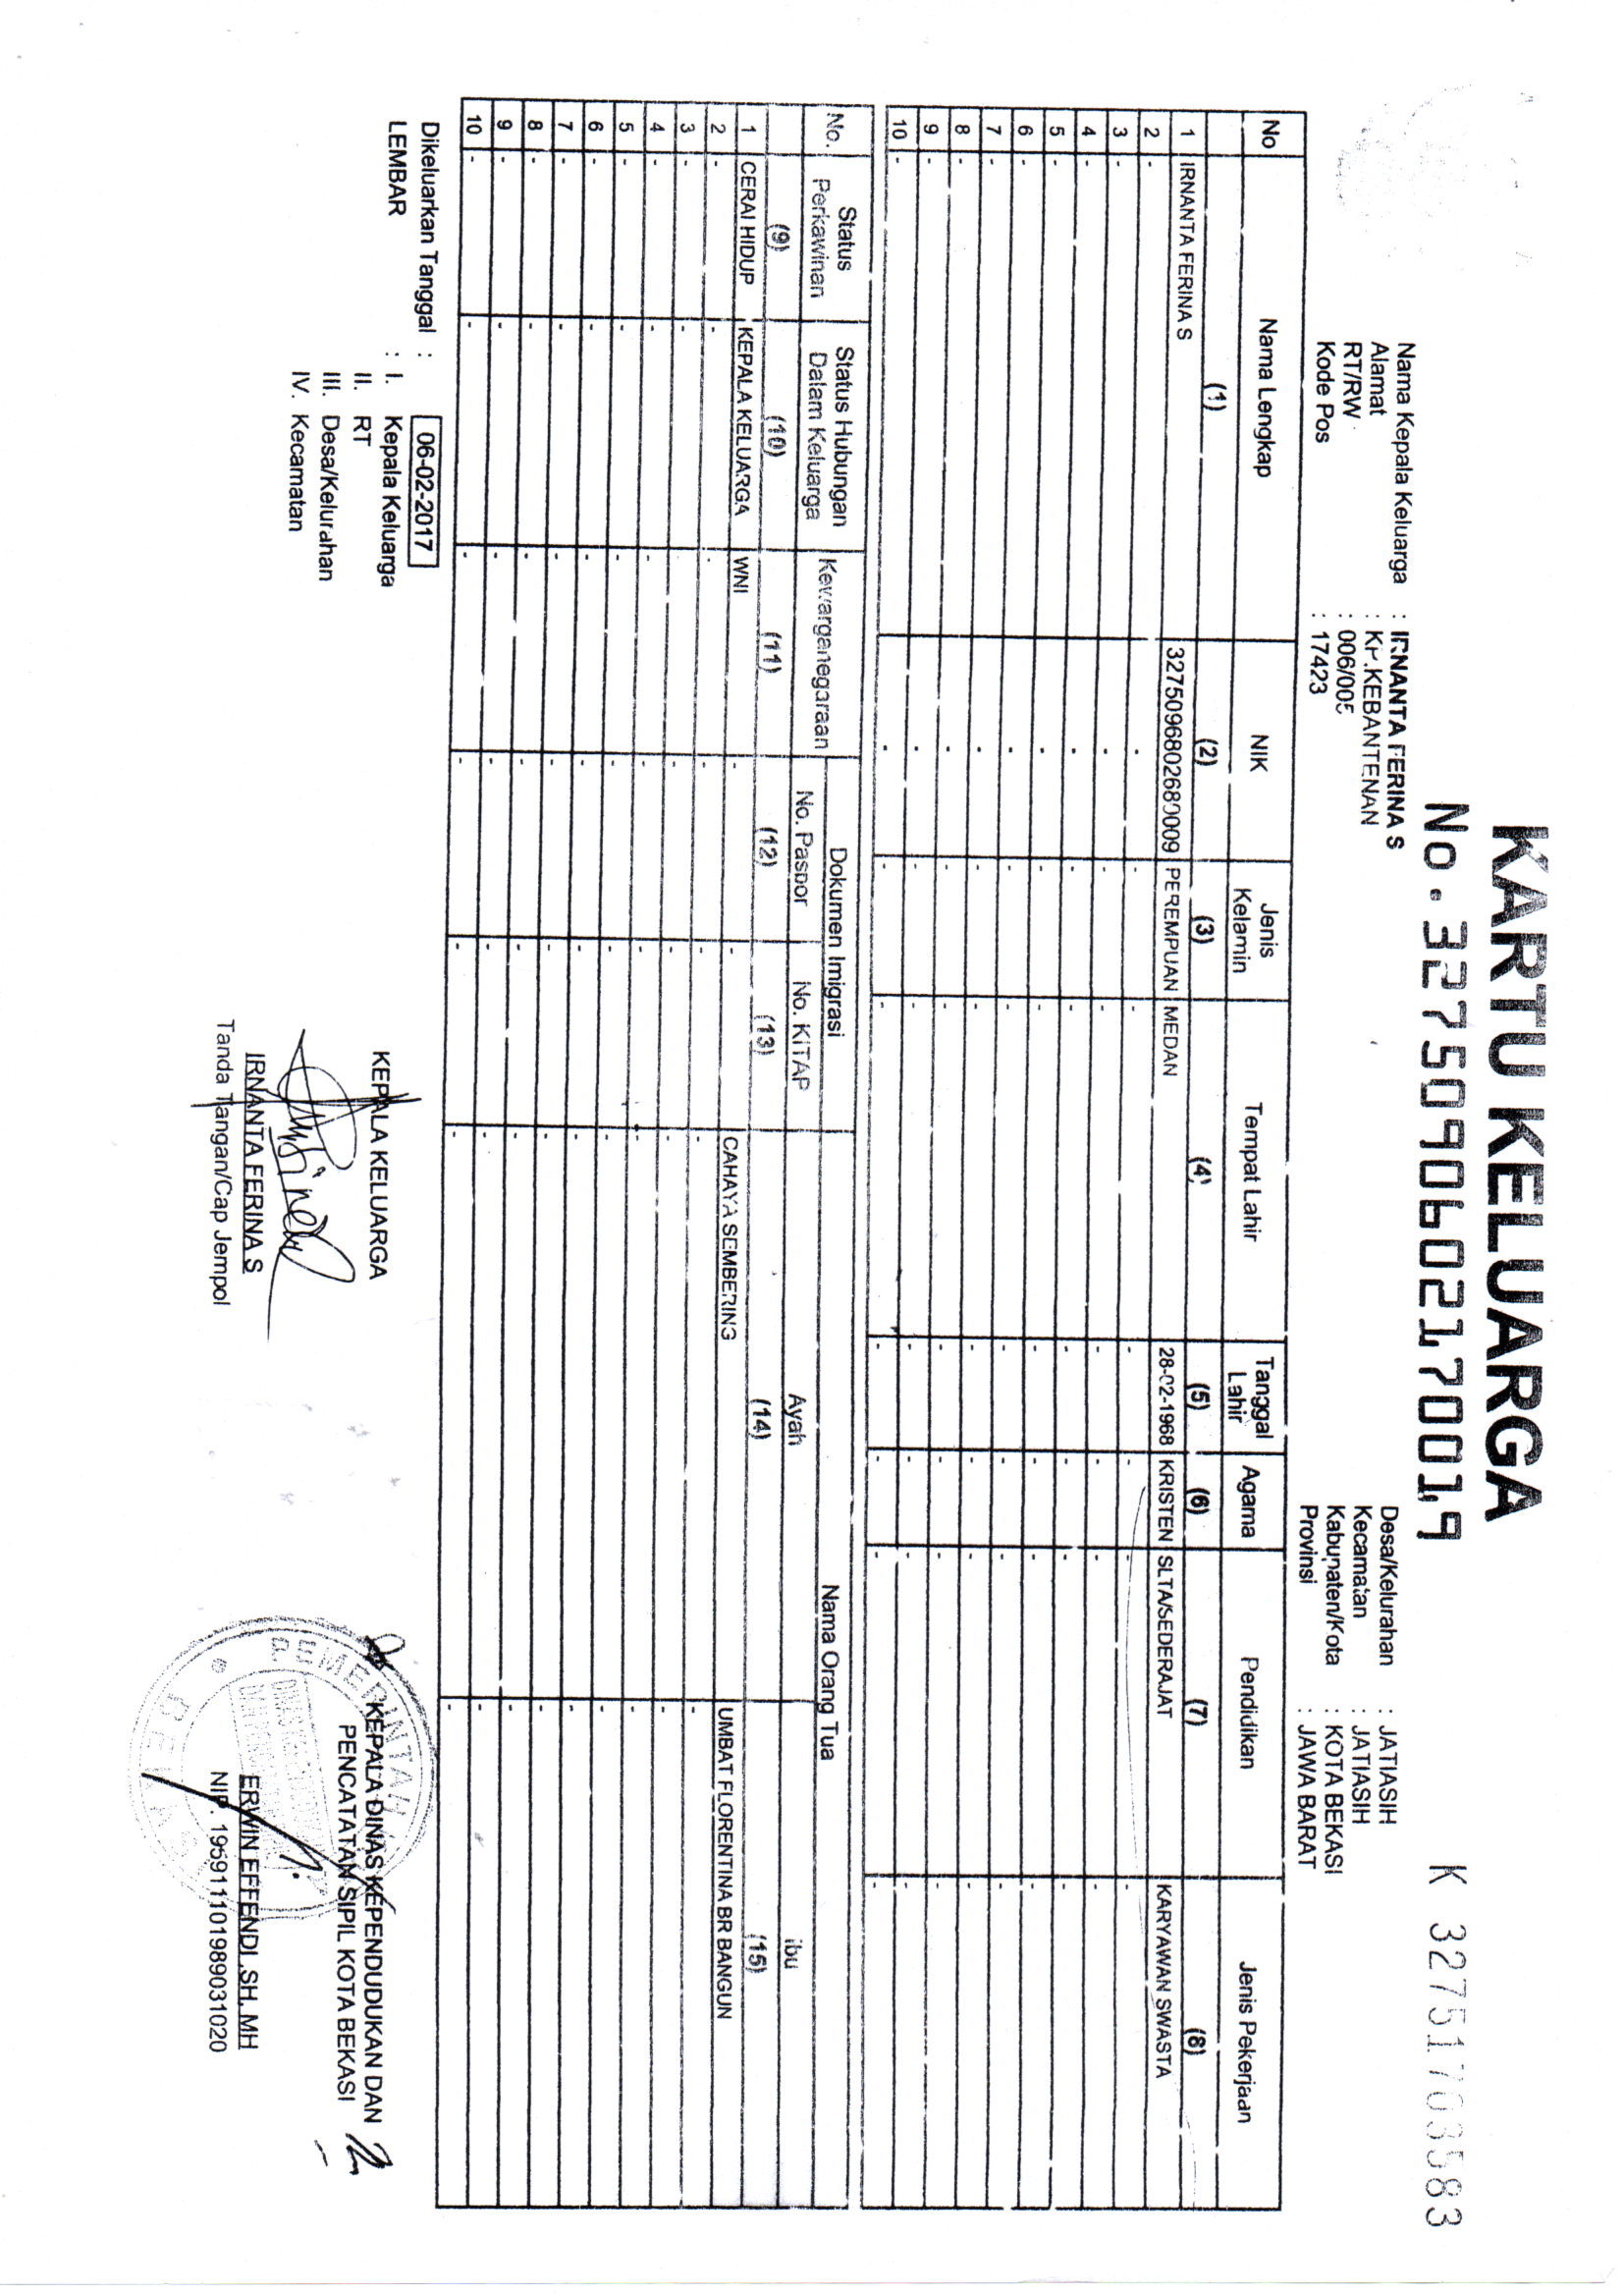 KARTU KELUARGA
No. 3275090602170019
K 3275170
Nama Kepala Keluarga : IRNANTA FERINA S
Alamat : KP.KEBANTENAN
RT/RW : 006/005
Kode Pos : 17423
Desa/Kelurahan : JATIASIH
Kecamatan : JATIASIH
Kabupaten/Kota : KOTA BEKASI
Provinsi : JAWA BARAT
No Nama Lengkap NIK Jenis Kelamin Tempat Lahir Tanggal Lahir Agama Pendidikan Jenis Pekerjaan
(1) (2) (3) (4) (5) (6) (7) (8)
1 IRNANTA FERINA S 3275096802680009 PEREMPUAN MEDAN 28-02-1968 KRISTEN SLTA/SEDERAJAT KARYAWAN SWASTA
2 - - - - - - - -
3 - - - - - - - -
4 - - - - - - - -
5 - - - - - - - -
6 - - - - - - - -
7 - - - - - - - -
8 - - - - - - - -
9 - - - - - - - -
10 - - - - - - - -
No. Status Perkawinan Status Hubungan Dalam Keluarga Kewarganegaraan Dokumen Imigrasi Nama Orang Tua
No. Paspor No. KITAP Ayah Ibu
(9) (10) (11) (12) (13) (14) (15)
1 CERAI HIDUP KEPALA KELUARGA WNI - - CAHAYA SEMBERING UMBAT FLORENTINA BR BANGUN
2 - - - - - - -
3 - - - - - - -
4 - - - - - - -
5 - - - - - - -
6 - - - - - - -
7 - - - - - - -
8 - - - - - - -
9 - - - - - - -
10 - - - - - - -
Dikeluarkan Tanggal : 06-02-2017
LEMBAR : I. Kepala Keluarga
II. RT
III. Desa/Kelurahan
IV. Kecamatan
KEPALA KELUARGA
IRNANTA FERINA S
Tanda Tangan/Cap Jempol
KEPALA DINAS KEPENDUDUKAN DAN
PENCATATAN SIPIL KOTA BEKASI
PEMERINTAH
BEKASI
ERWIN EFFENDI ,SH, MH
NIP. 195911101989031020